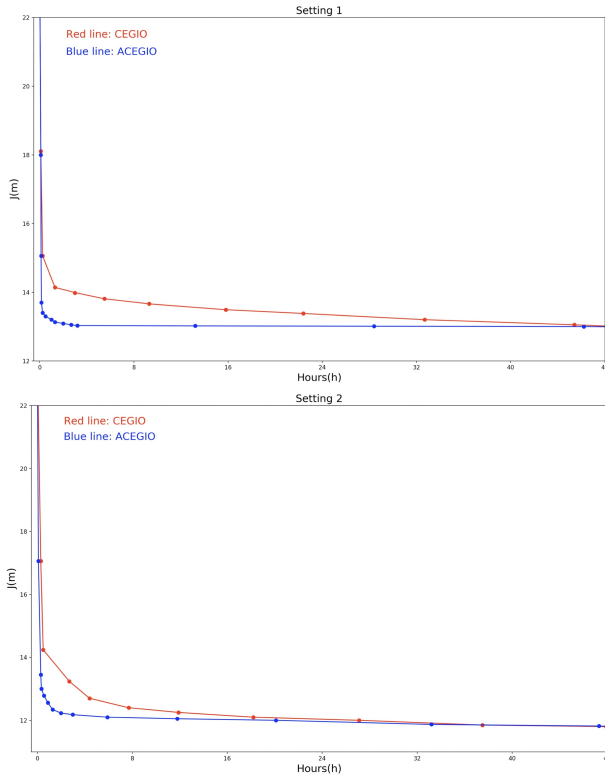 Setting 1
22
Red line: CEGIO
Blue line: ACEGIO
20
18
J(m)
16
14
12
0 8 16 24 32 40 48
Hours(h)
Setting 2
22
Red line: CEGIO
Blue line: ACEGIO
20
18
J(m)
16
14
12
0 8 16 24 32 40
Hours(h)